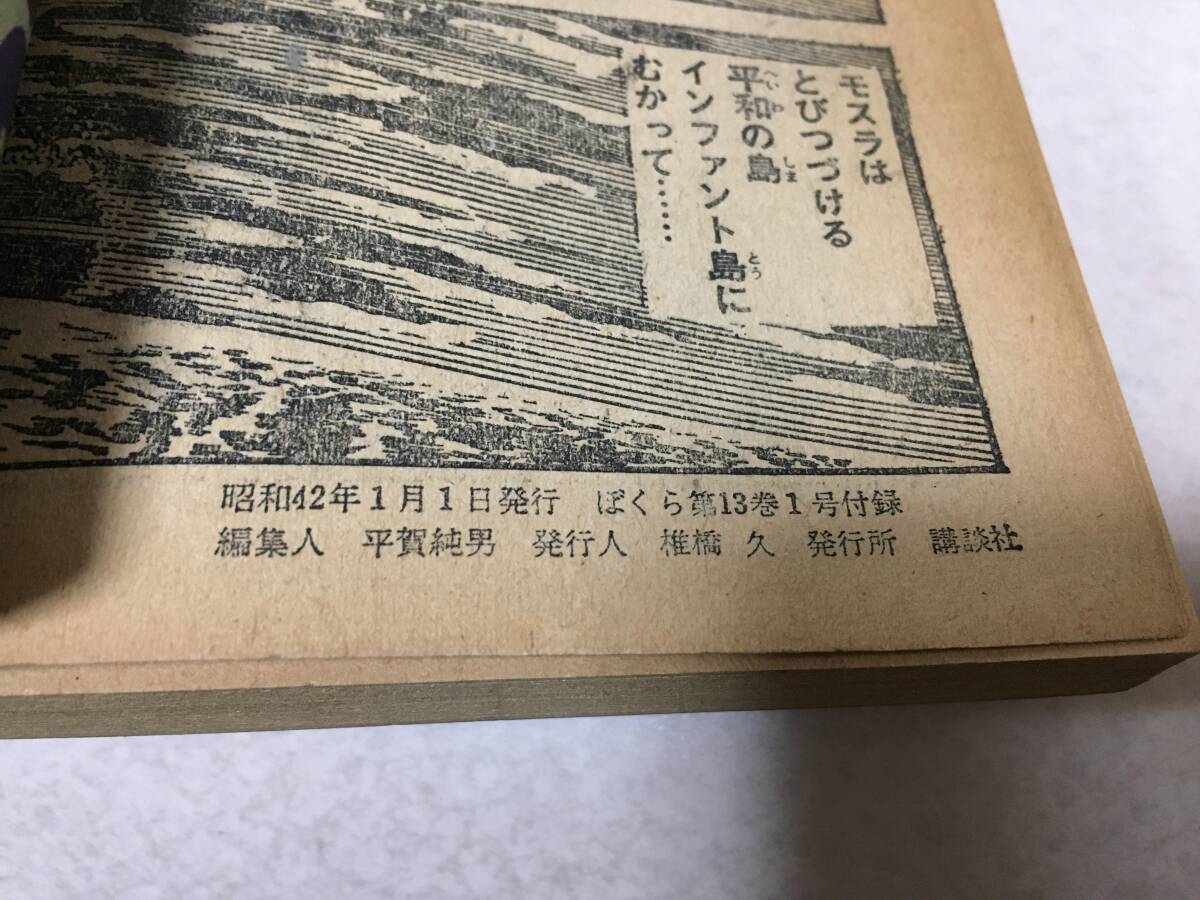 モスラは
とびつづける
平和の島
インファント島に
むかって……
昭和42年1月1日発行 ぼくら第13巻1号付録
編集人 平賀純男 発行人 椎橋 久 発行所 講談社